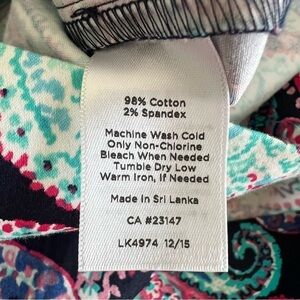 98% Cotton
2% Spandex
Machine Wash Cold
Only Non-Chlorine
Bleach When Needed
Tumble Dry Low
Warm Iron, If Needed
Made in Sri Lanka
CA #23147
LK4974 12/15